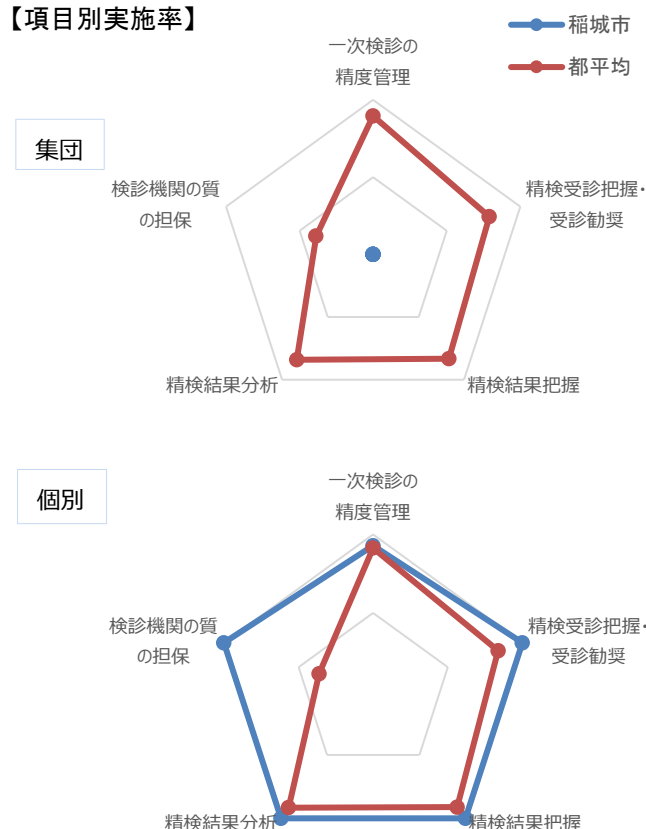 【項目別実施率】
稲城市
都平均
集団
一次検診の
精度管理
精検受診把握・
受診勧奨
精検結果把握
精検結果分析
検診機関の質
の担保
個別
一次検診の
精度管理
精検受診把握・
受診勧奨
精検結果把握
精検結果分析
検診機関の質
の担保